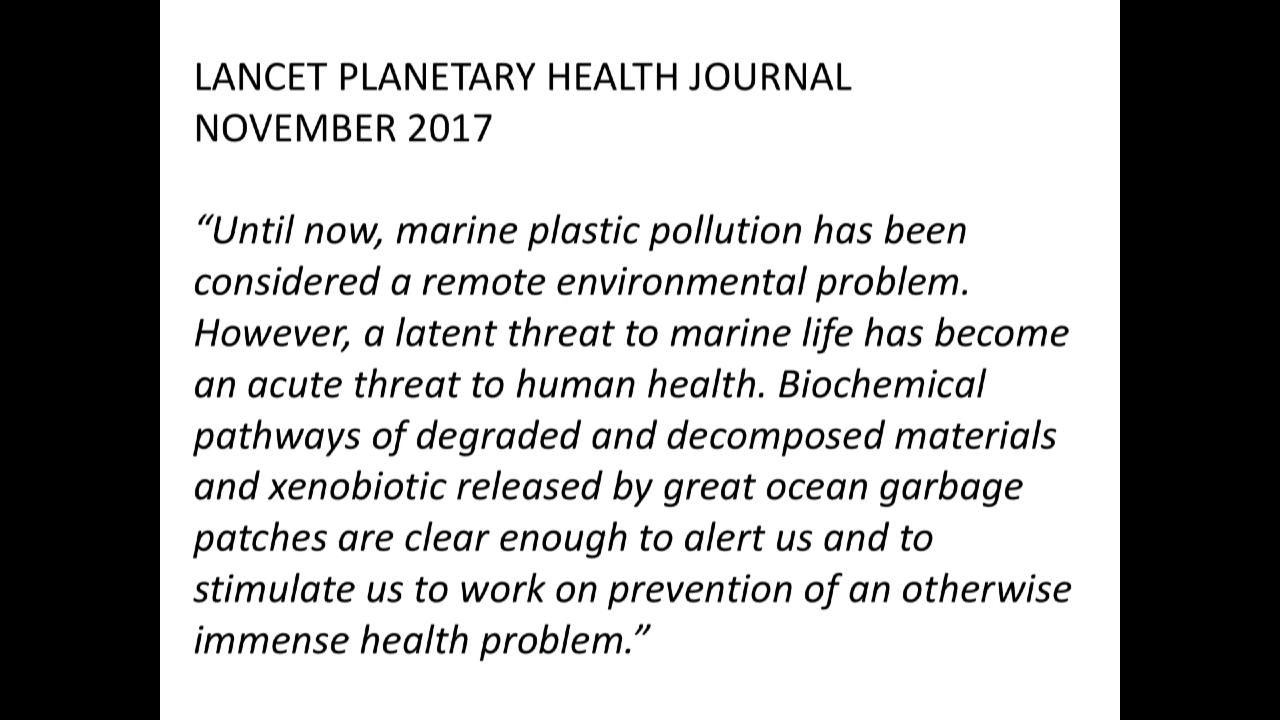 LANCET PLANETARY HEALTH JOURNAL
NOVEMBER 2017
“Until now, marine plastic pollution has been
considered a remote environmental problem.
However, a latent threat to marine life has become
an acute threat to human health. Biochemical
pathways of degraded and decomposed materials
and xenobiotic released by great ocean garbage
patches are clear enough to alert us and to
stimulate us to work on prevention of an otherwise
immense health problem.”